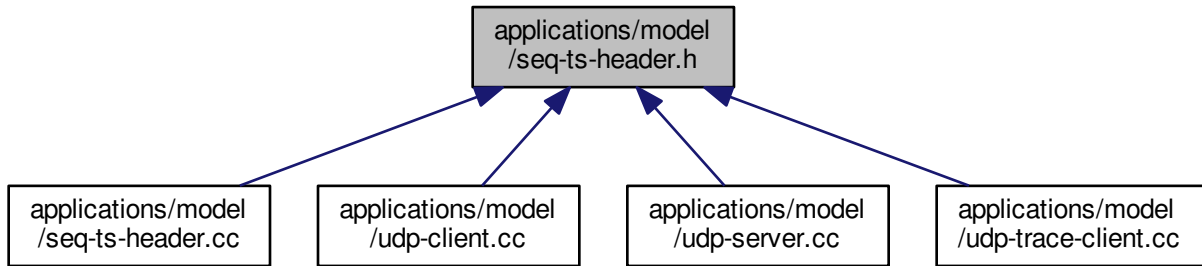 applications/model
/seq-ts-header.h
applications/model
/seq-ts-header.cc
applications/model
/udp-client.cc
applications/model
/udp-server.cc
applications/model
/udp-trace-client.cc